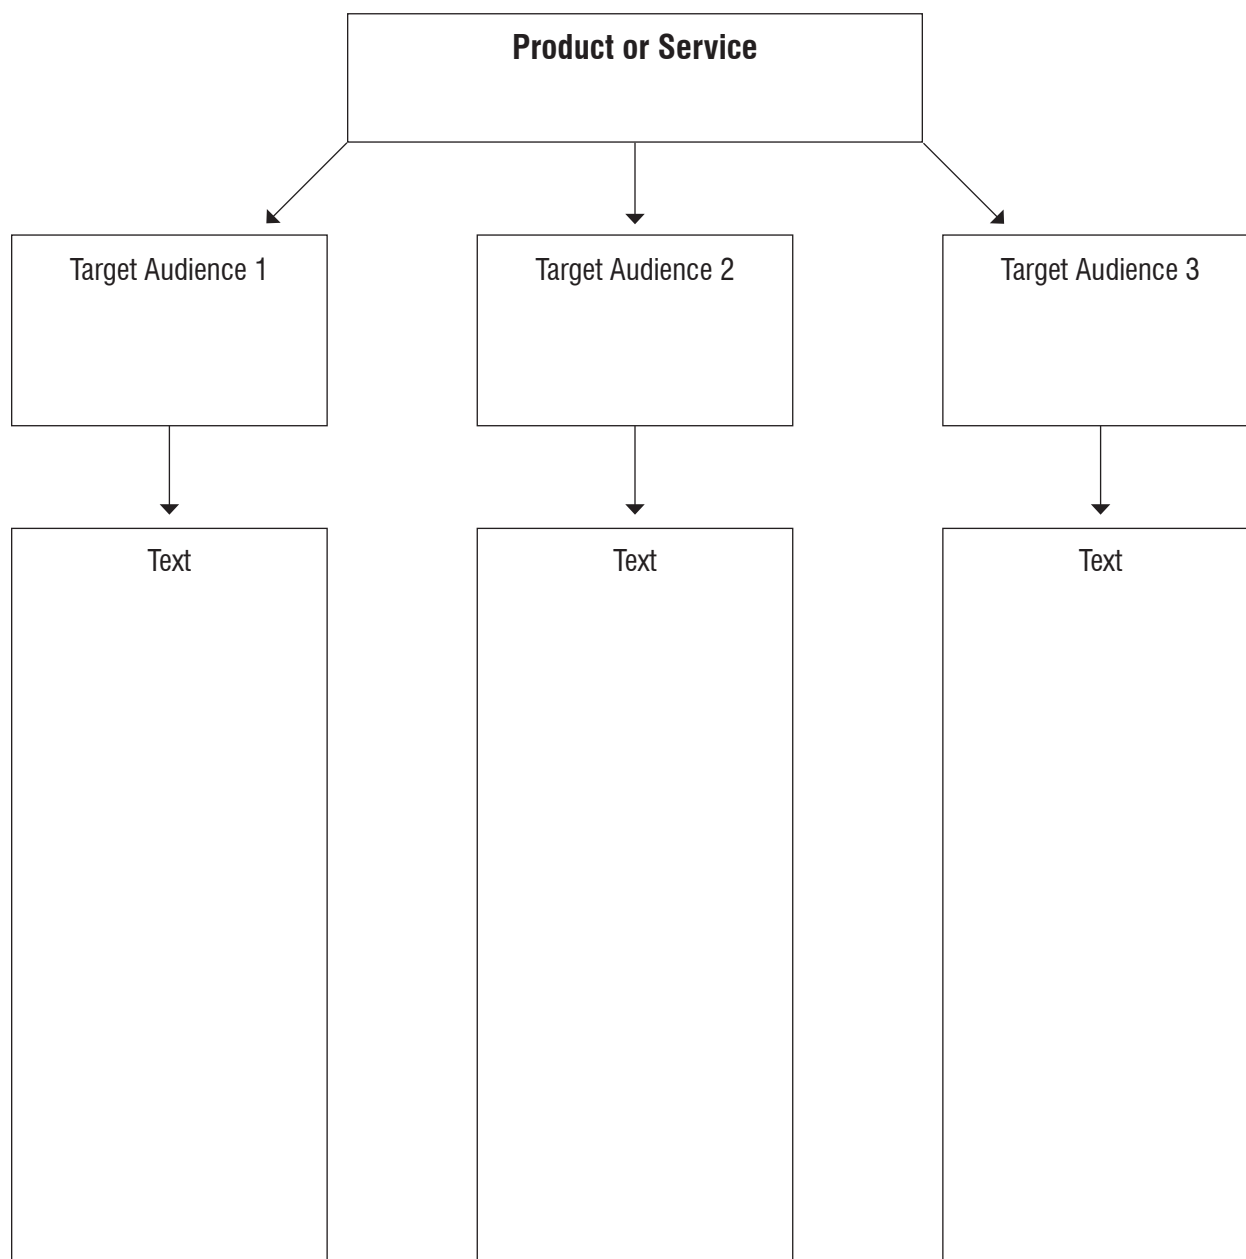 Product or Service
Target Audience 1
Target Audience 2
Target Audience 3
Text
Text
Text